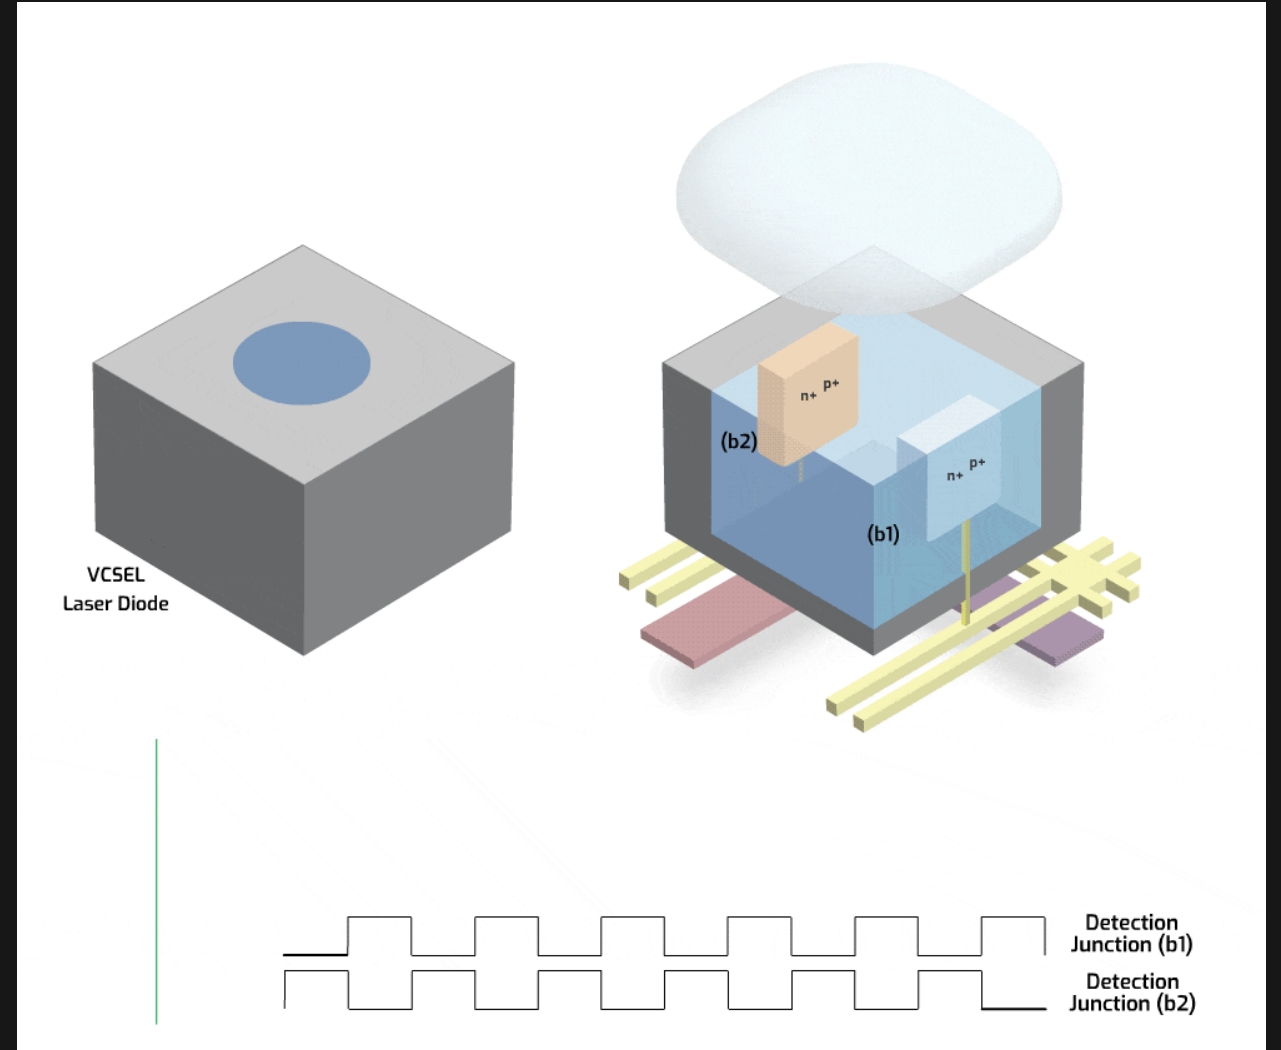 n+ p+
(b2)
n+ p+
(b1)
VCSEL
Laser Diode
Detection
Junction (b1)
Detection
Junction (b2)